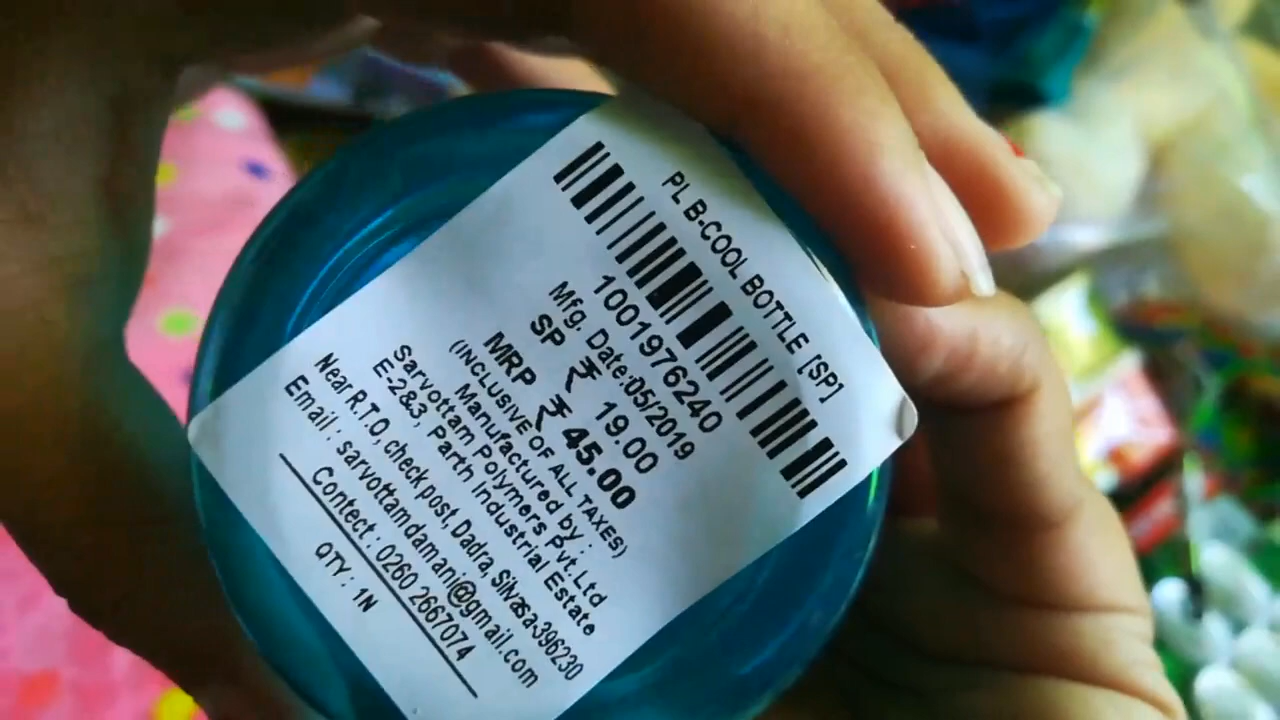 PL B-COOL BOTTLE [SP]
1001976240
Mfg. Date:05/2019
SP ₹ 19.00
MRP ₹ 45.00
(INCLUSIVE OF ALL TAXES)
Manufactured by :
Sarvottam Polymers Pvt.Ltd
E-2&3, Parth Industrial Estate
Near R.T.O, check post, Dadra, Silvasa-396230
Email : sarvottamdamani@gmail.com
Contect : 0260 2667074
QTY : 1N